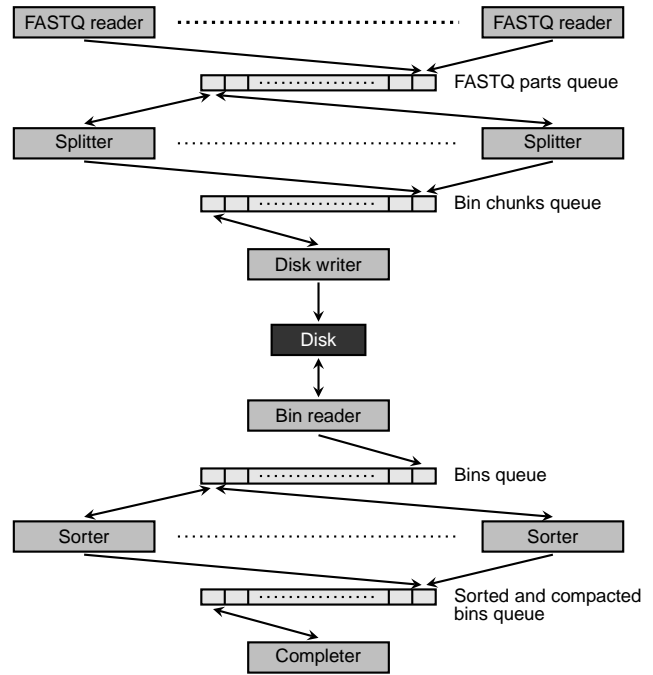 FASTQ reader
FASTQ reader
FASTQ parts queue
Splitter
Splitter
Bin chunks queue
Disk writer
Disk
Bin reader
Bins queue
Sorter
Sorter
Sorted and compacted
bins queue
Completer